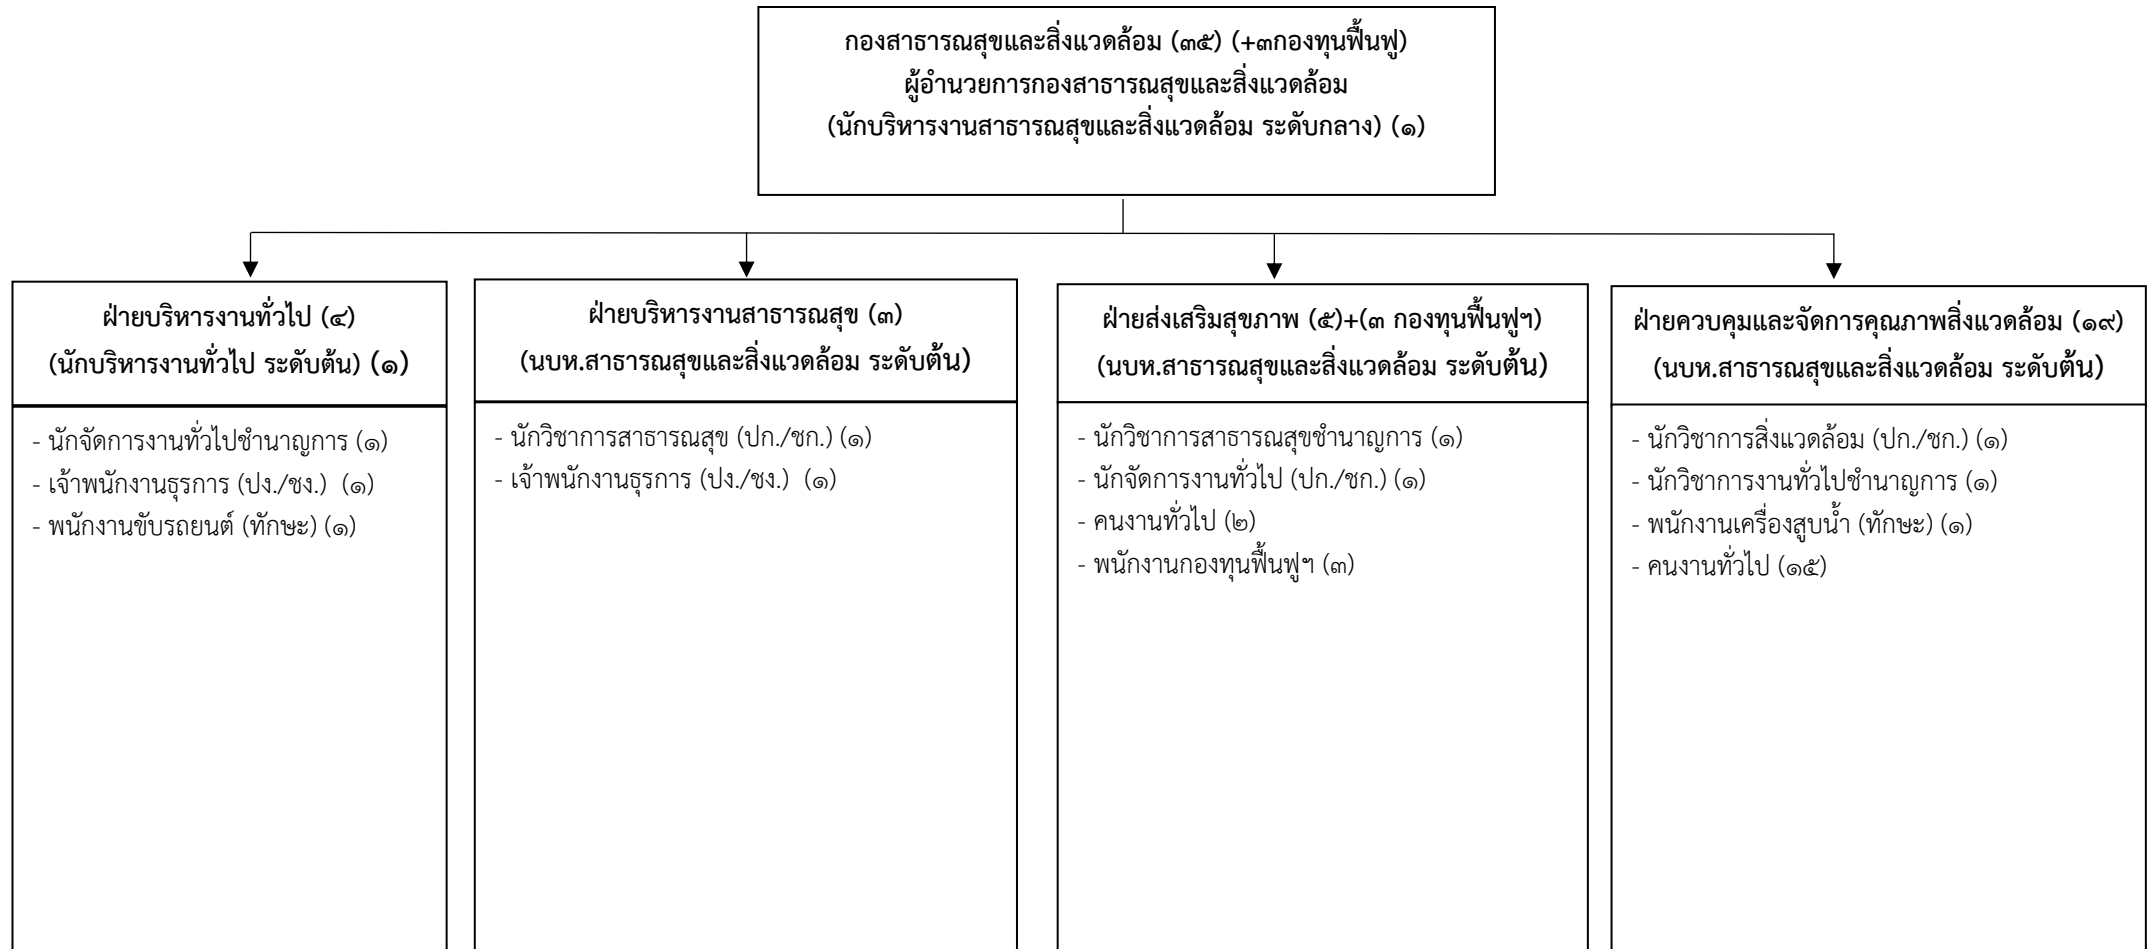 กองสาธารณสุขและสิ่งแวดล้อม (๓๕) (+๓กองทุนฟื้นฟู)
ผู้อำนวยการกองสาธารณสุขและสิ่งแวดล้อม
(นักบริหารงานสาธารณสุขและสิ่งแวดล้อม ระดับกลาง) (๑)
ฝ่ายบริหารงานทั่วไป (๔)
(นักบริหารงานทั่วไป ระดับต้น) (๑)
- นักจัดการงานทั่วไปชำนาญการ (๑)
- เจ้าพนักงานธุรการ (ปง./ชง.) (๑)
- พนักงานขับรถยนต์ (ทักษะ) (๑)
ฝ่ายบริหารงานสาธารณสุข (๓)
(นบห.สาธารณสุขและสิ่งแวดล้อม ระดับต้น)
- นักวิชาการสาธารณสุข (ปก./ชก.) (๑)
- เจ้าพนักงานธุรการ (ปง./ชง.) (๑)
ฝ่ายส่งเสริมสุขภาพ (๕)+(๓ กองทุนฟื้นฟูฯ)
(นบห.สาธารณสุขและสิ่งแวดล้อม ระดับต้น)
- นักวิชาการสาธารณสุขชำนาญการ (๑)
- นักจัดการงานทั่วไป (ปก./ชก.) (๑)
- คนงานทั่วไป (๒)
- พนักงานกองทุนฟื้นฟูฯ (๓)
ฝ่ายควบคุมและจัดการคุณภาพสิ่งแวดล้อม (๑๙)
(นบห.สาธารณสุขและสิ่งแวดล้อม ระดับต้น)
- นักวิชาการสิ่งแวดล้อม (ปก./ชก.) (๑)
- นักวิชาการงานทั่วไปชำนาญการ (๑)
- พนักงานเครื่องสูบน้ำ (ทักษะ) (๑)
- คนงานทั่วไป (๑๕)